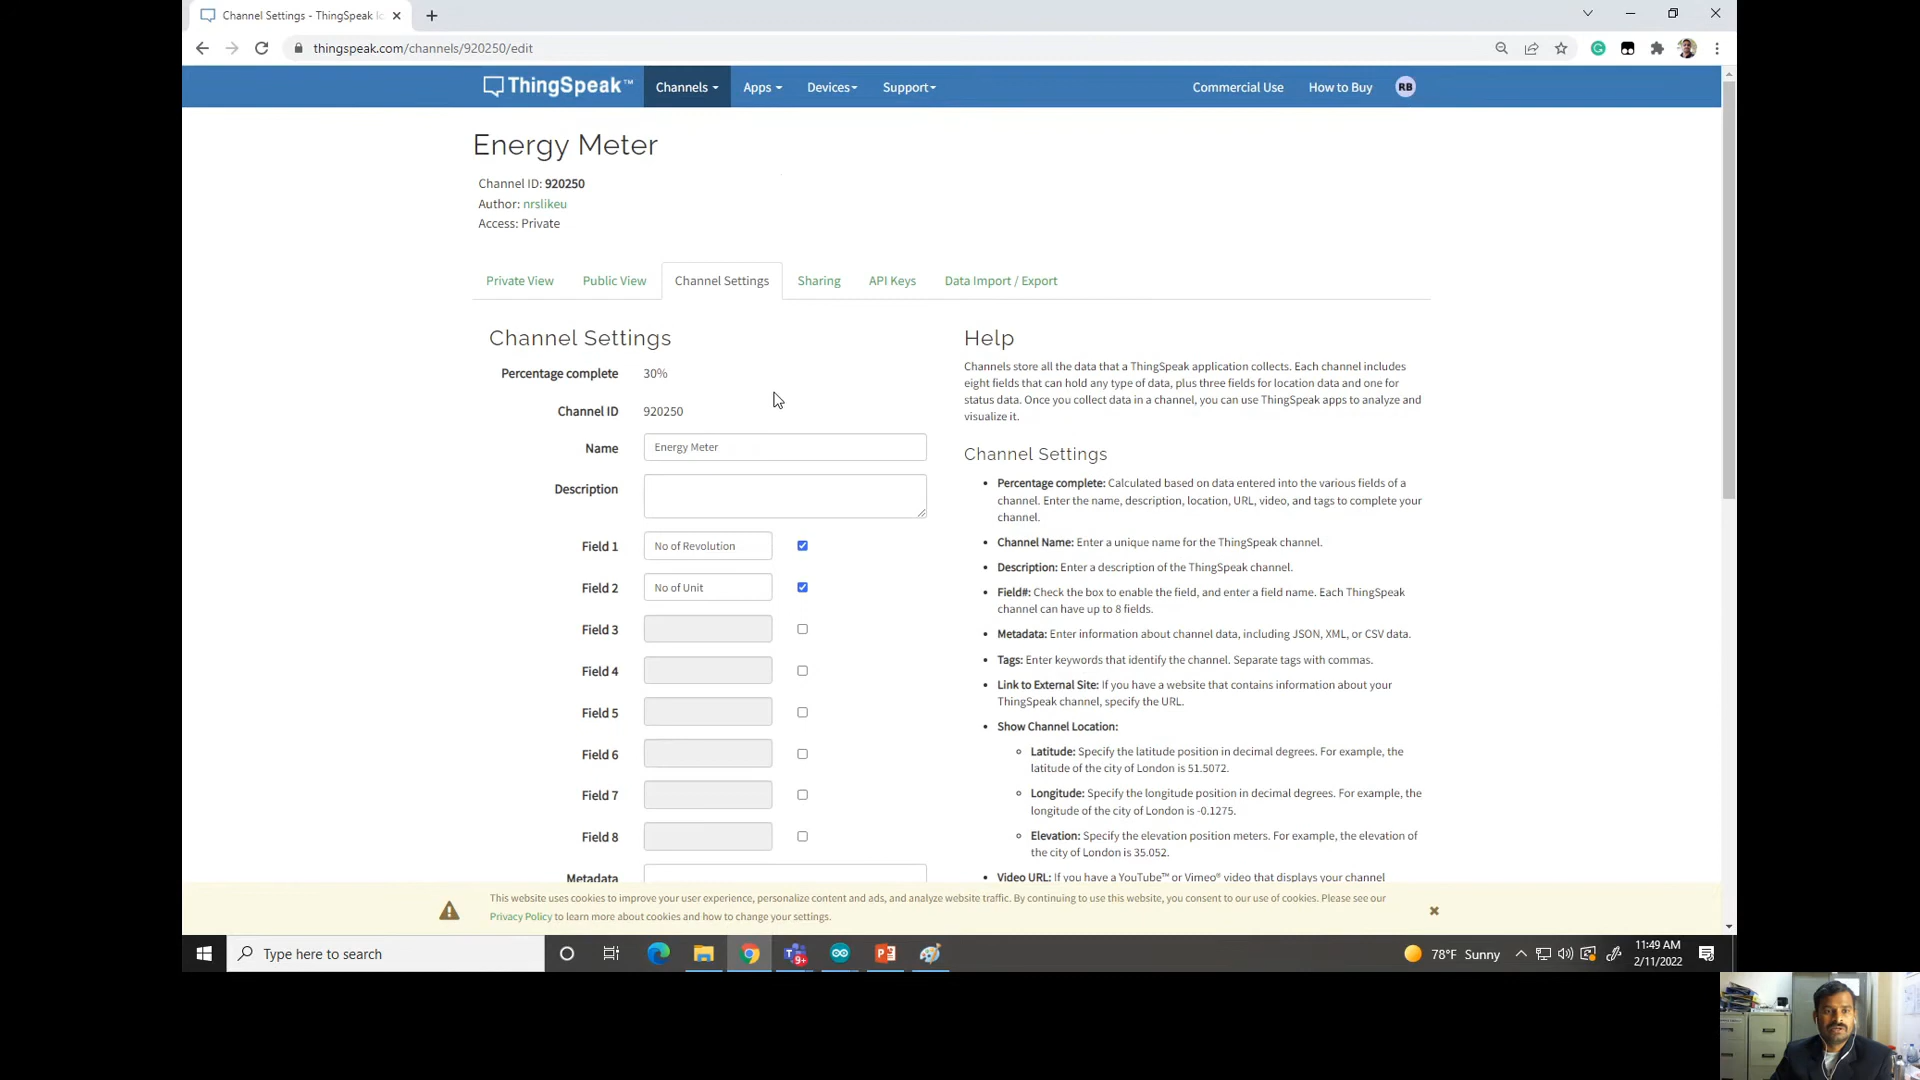 Channel Settings - ThingSpeak Io
thingspeak.com/channels/920250/edit
ThingSpeak™
Channels
Apps
Devices
Support
Commercial Use
How to Buy
RB
Energy Meter
Channel ID: 920250
Author: nrslikeu
Access: Private
Private View
Public View
Channel Settings
Sharing
API Keys
Data Import / Export
Channel Settings
Percentage complete 30%
Channel ID 920250
Name Energy Meter
Description
Field 1 No of Revolution
Field 2 No of Unit
Field 3
Field 4
Field 5
Field 6
Field 7
Field 8
Metadata
Help
Channels store all the data that a ThingSpeak application collects. Each channel includes
eight fields that can hold any type of data, plus three fields for location data and one for
status data. Once you collect data in a channel, you can use ThingSpeak apps to analyze and
visualize it.
Channel Settings
• Percentage complete: Calculated based on data entered into the various fields of a
channel. Enter the name, description, location, URL, video, and tags to complete your
channel.
• Channel Name: Enter a unique name for the ThingSpeak channel.
• Description: Enter a description of the ThingSpeak channel.
• Field#: Check the box to enable the field, and enter a field name. Each ThingSpeak
channel can have up to 8 fields.
• Metadata: Enter information about channel data, including JSON, XML, or CSV data.
• Tags: Enter keywords that identify the channel. Separate tags with commas.
• Link to External Site: If you have a website that contains information about your
ThingSpeak channel, specify the URL.
• Show Channel Location:
◦ Latitude: Specify the latitude position in decimal degrees. For example, the
latitude of the city of London is 51.5072.
◦ Longitude: Specify the longitude position in decimal degrees. For example, the
longitude of the city of London is -0.1275.
◦ Elevation: Specify the elevation position meters. For example, the elevation of
the city of London is 35.052.
• Video URL: If you have a YouTube™ or Vimeo® video that displays your channel
This website uses cookies to improve your user experience, personalize content and ads, and analyze website traffic. By continuing to use this website, you consent to our use of cookies. Please see our
Privacy Policy to learn more about cookies and how to change your settings.
Type here to search
9+
78°F Sunny
11:49 AM
2/11/2022